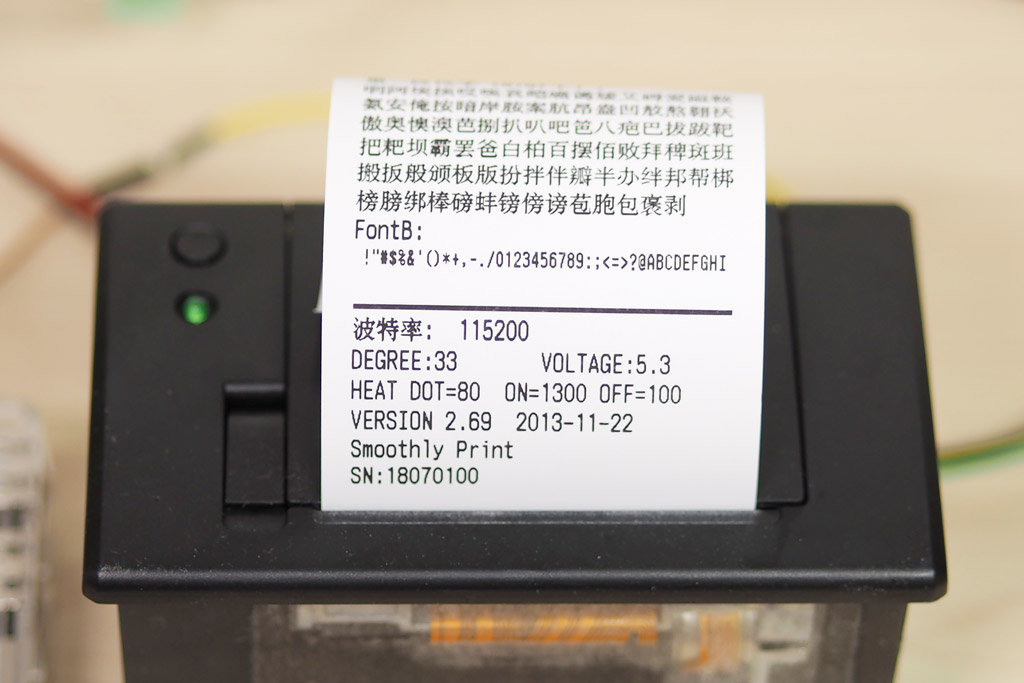 氨安俺按暗岸胺案肮昂盎凹敖熬翱袄
傲奥懊澳芭捌扒叭吧笆八疤巴拔跋靶
把耙坝霸罢爸白柏百摆佰败拜稗斑班
搬扳般颁板版扮拌伴瓣半办绊邦帮梆
榜膀绑棒磅蚌镑傍谤苞胞包褒剥
FontB:
!"#$%&'()*+,-./0123456789:;<=>?@ABCDEFGHI
波特率: 115200
DEGREE:33 VOLTAGE:5.3
HEAT DOT=80 ON=1300 OFF=100
VERSION 2.69 2013-11-22
Smoothly Print
SN:18070100